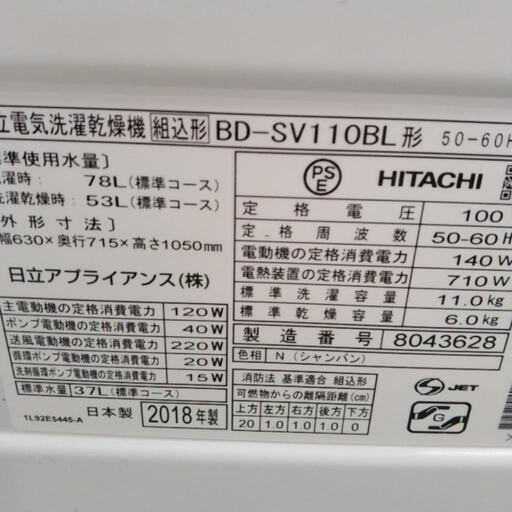 立電気洗濯乾燥機 組込形 BD-SV110BL形 50-60H
準使用水量〕
濯時： 78L（標準コース）
濯乾燥時： 53L（標準コース）
外形寸法〕
幅630×奥行715×高さ1050mm
日立アプライアンス(株)
主電動機の定格消費電力 120W
ポンプ電動機の定格消費電力 40W
送風電動機の定格消費電力 220W
循環ポンプ電動機の定格消費電力 20W
洗剤循環ポンプ電動機の定格消費電力 15W
標準水量 37L（標準コース）
1L92E5445-A 日本製 2018年製
PSE HITACHI
定格電圧 100
定格周波数 50-60H
電動機の定格消費電力 140W
電熱装置の定格消費電力 710W
標準洗濯容量 11.0kg
標準乾燥容量 6.0kg
製造番号 8043628
色相 N（シャンパン）
消防法 基準適合 組込形
可燃物からの離隔距離(cm)
上方 左方 右方 前方 後方 下方
20 1.0 1.0 0 1.0 0
S JET
G